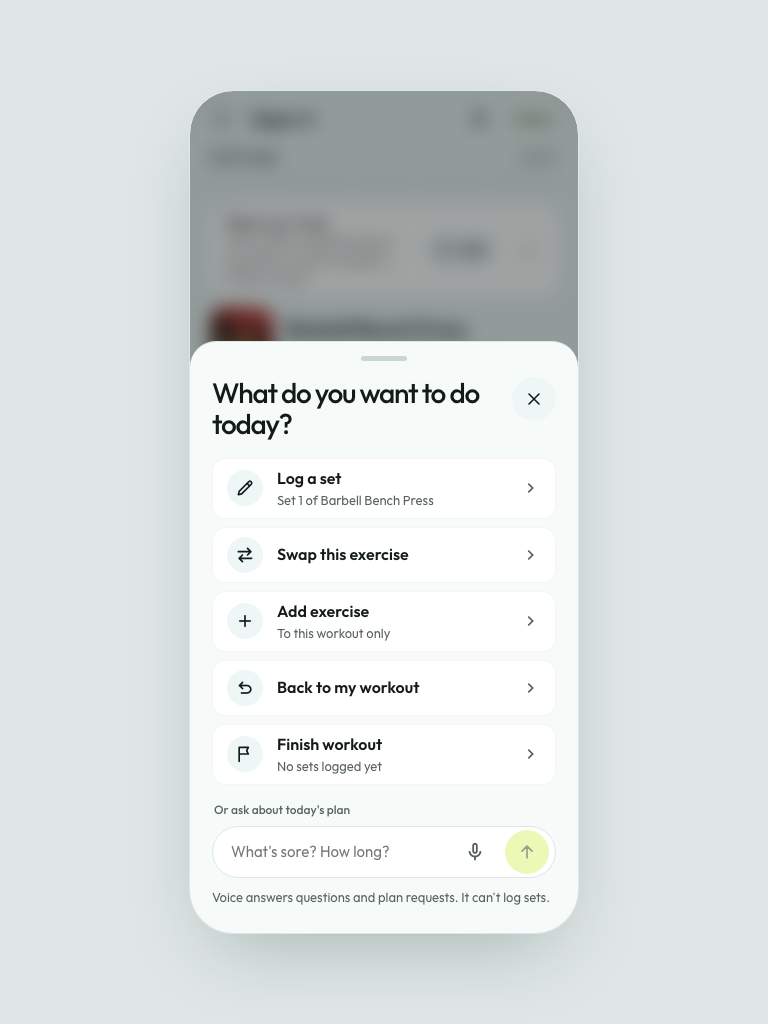 What do you want to do
today?
Log a set
Set 1 of Barbell Bench Press
Swap this exercise
Add exercise
To this workout only
Back to my workout
Finish workout
No sets logged yet
Or ask about today's plan
What's sore? How long?
Voice answers questions and plan requests. It can't log sets.